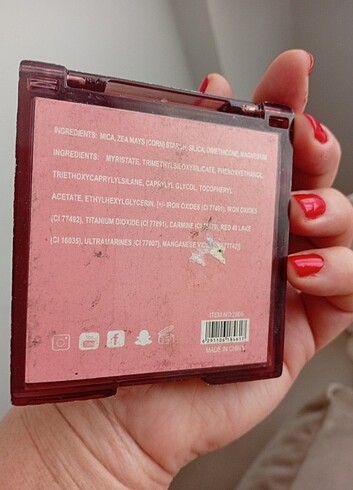 INGREDIENTS: MICA, ZEA MAYS (CORN) STARCH, SILICA, DIMETHICONE, MAGNESIUM
INGREDIENTS: MYRISTATE, TRIMETHYLSILOXYSILICATE, PHENOXYETHANOL,
TRIETHOXYCAPRYLYLSILANE, CAPRYLYL GLYCOL, TOCOPHERYL
ACETATE, ETHYLHEXYLGLYCERIN. [+/- IRON OXIDES (CI 77491), IRON OXIDES
(CI 77492), TITANIUM DIOXIDE (CI 77891), CARMINE (CI 75470), RED 40 LAKE
(CI 16035), ULTRAMARINES (CI 77007), MANGANESE VIOLET (CI 77742)]
You
Tube
f
ITEM NO:
MADE IN CHINA